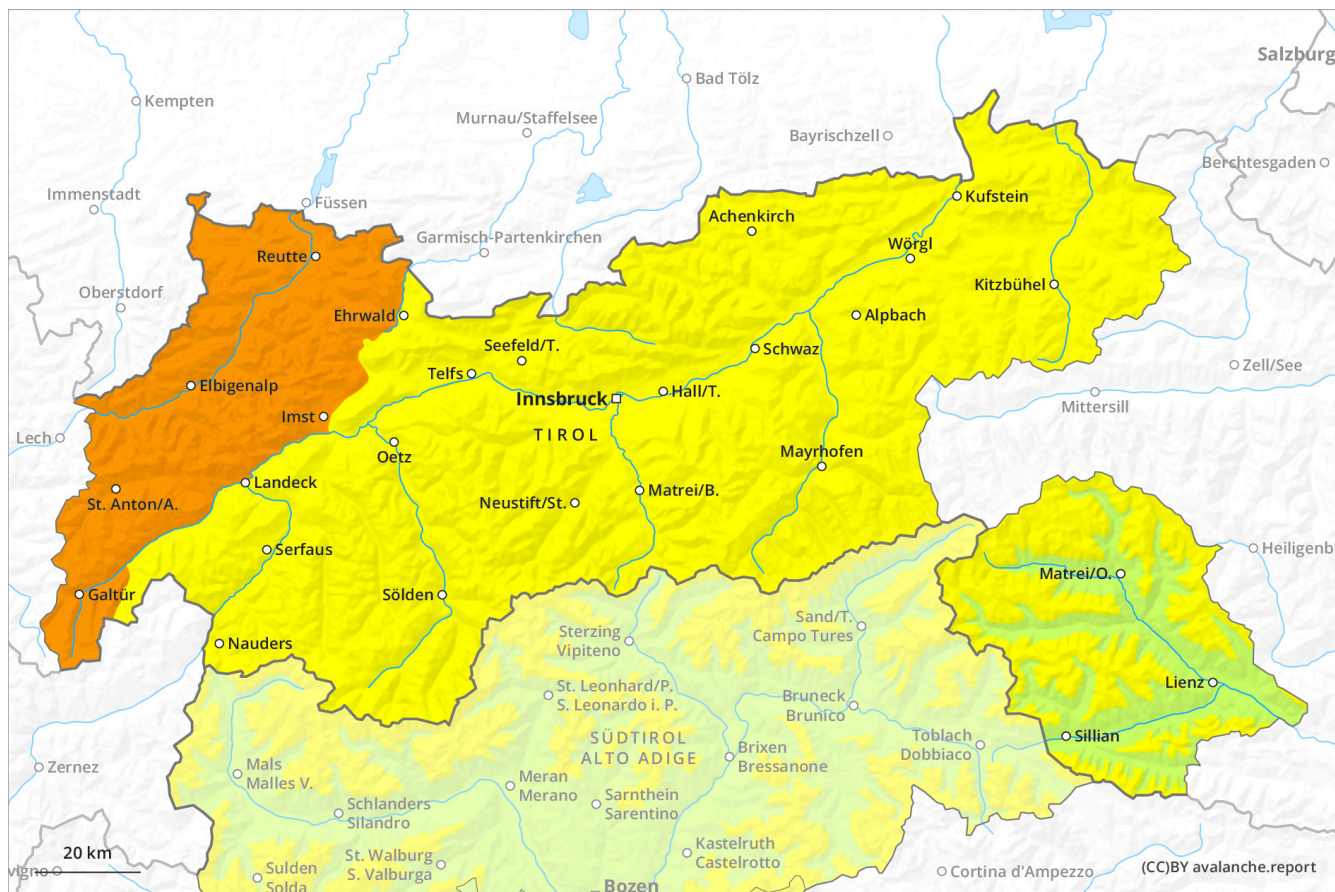 Salzburg
Bad Tölz
Kempten
Murnau/Staffelsee
Bayrischzell
Berchtesgaden
Immenstadt
Füssen
Kufstein
Achenkirch
Garmisch-Partenkirchen
Wörgl
Reutte
Kitzbühel
Oberstdorf
Ehrwald
Alpbach
Seefeld/T.
Schwaz
Zell/See
Telfs
Elbigenalp
Innsbruck
Hall/T.
Mittersill
Imst
TIROL
Lech
Oetz
Mayrhofen
Landeck
Matrei/B.
St. Anton/A.
Neustift/St.
Serfaus
Heiligenb
Matrei/O.
Galtür
Sölden
Sand/T.
Campo Tures
Sterzing
Vipiteno
Nauders
Lienz
St. Leonhard/P.
S. Leonardo i. P.
Bruneck
Brunico
SÜDTIROL
ALTO ADIGE
Toblach
Dobbiaco
Sillian
Brixen
Bressanone
Zernez
Mals
Malles V.
Meran
Merano
Sarnthein
Sarentino
Schlanders
Silandro
Kastelruth
Castelrotto
20 km
St. Walburg
S. Valburga
vigno
Sulden
Solda
Cortina d'Ampezzo
(CC)BY avalanche.report
Bozen